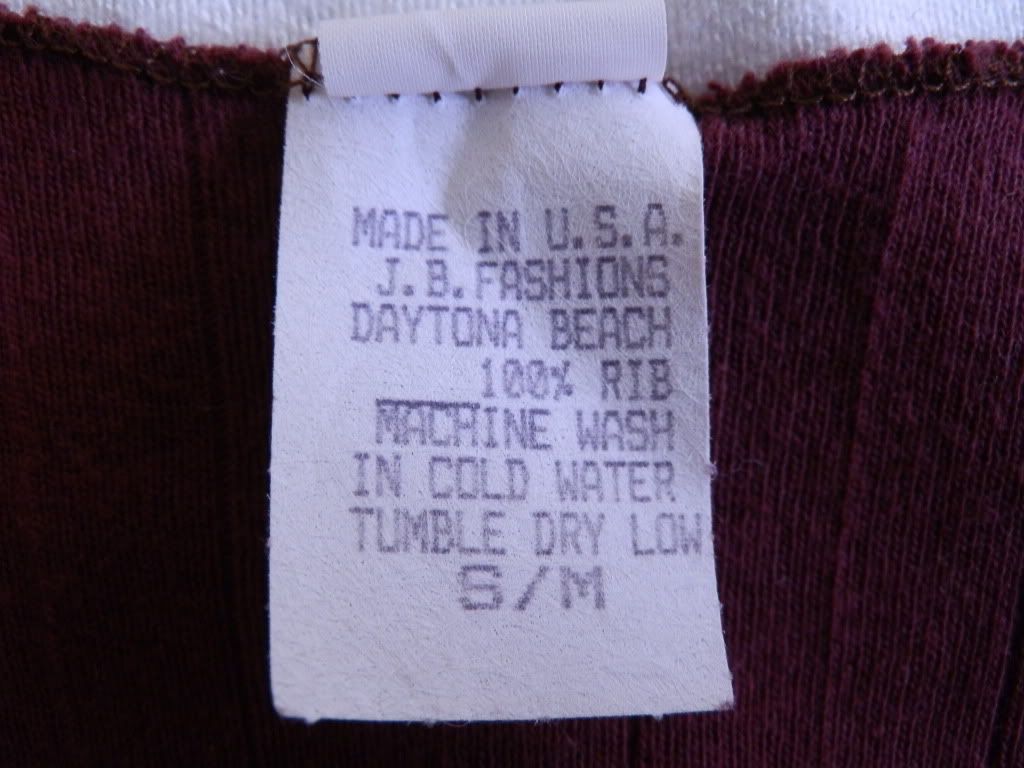 MADE IN U.S.A.
J.B.FASHIONS
DAYTONA BEACH
100% RIB
MACHINE WASH
IN COLD WATER
TUMBLE DRY LOW
S/M